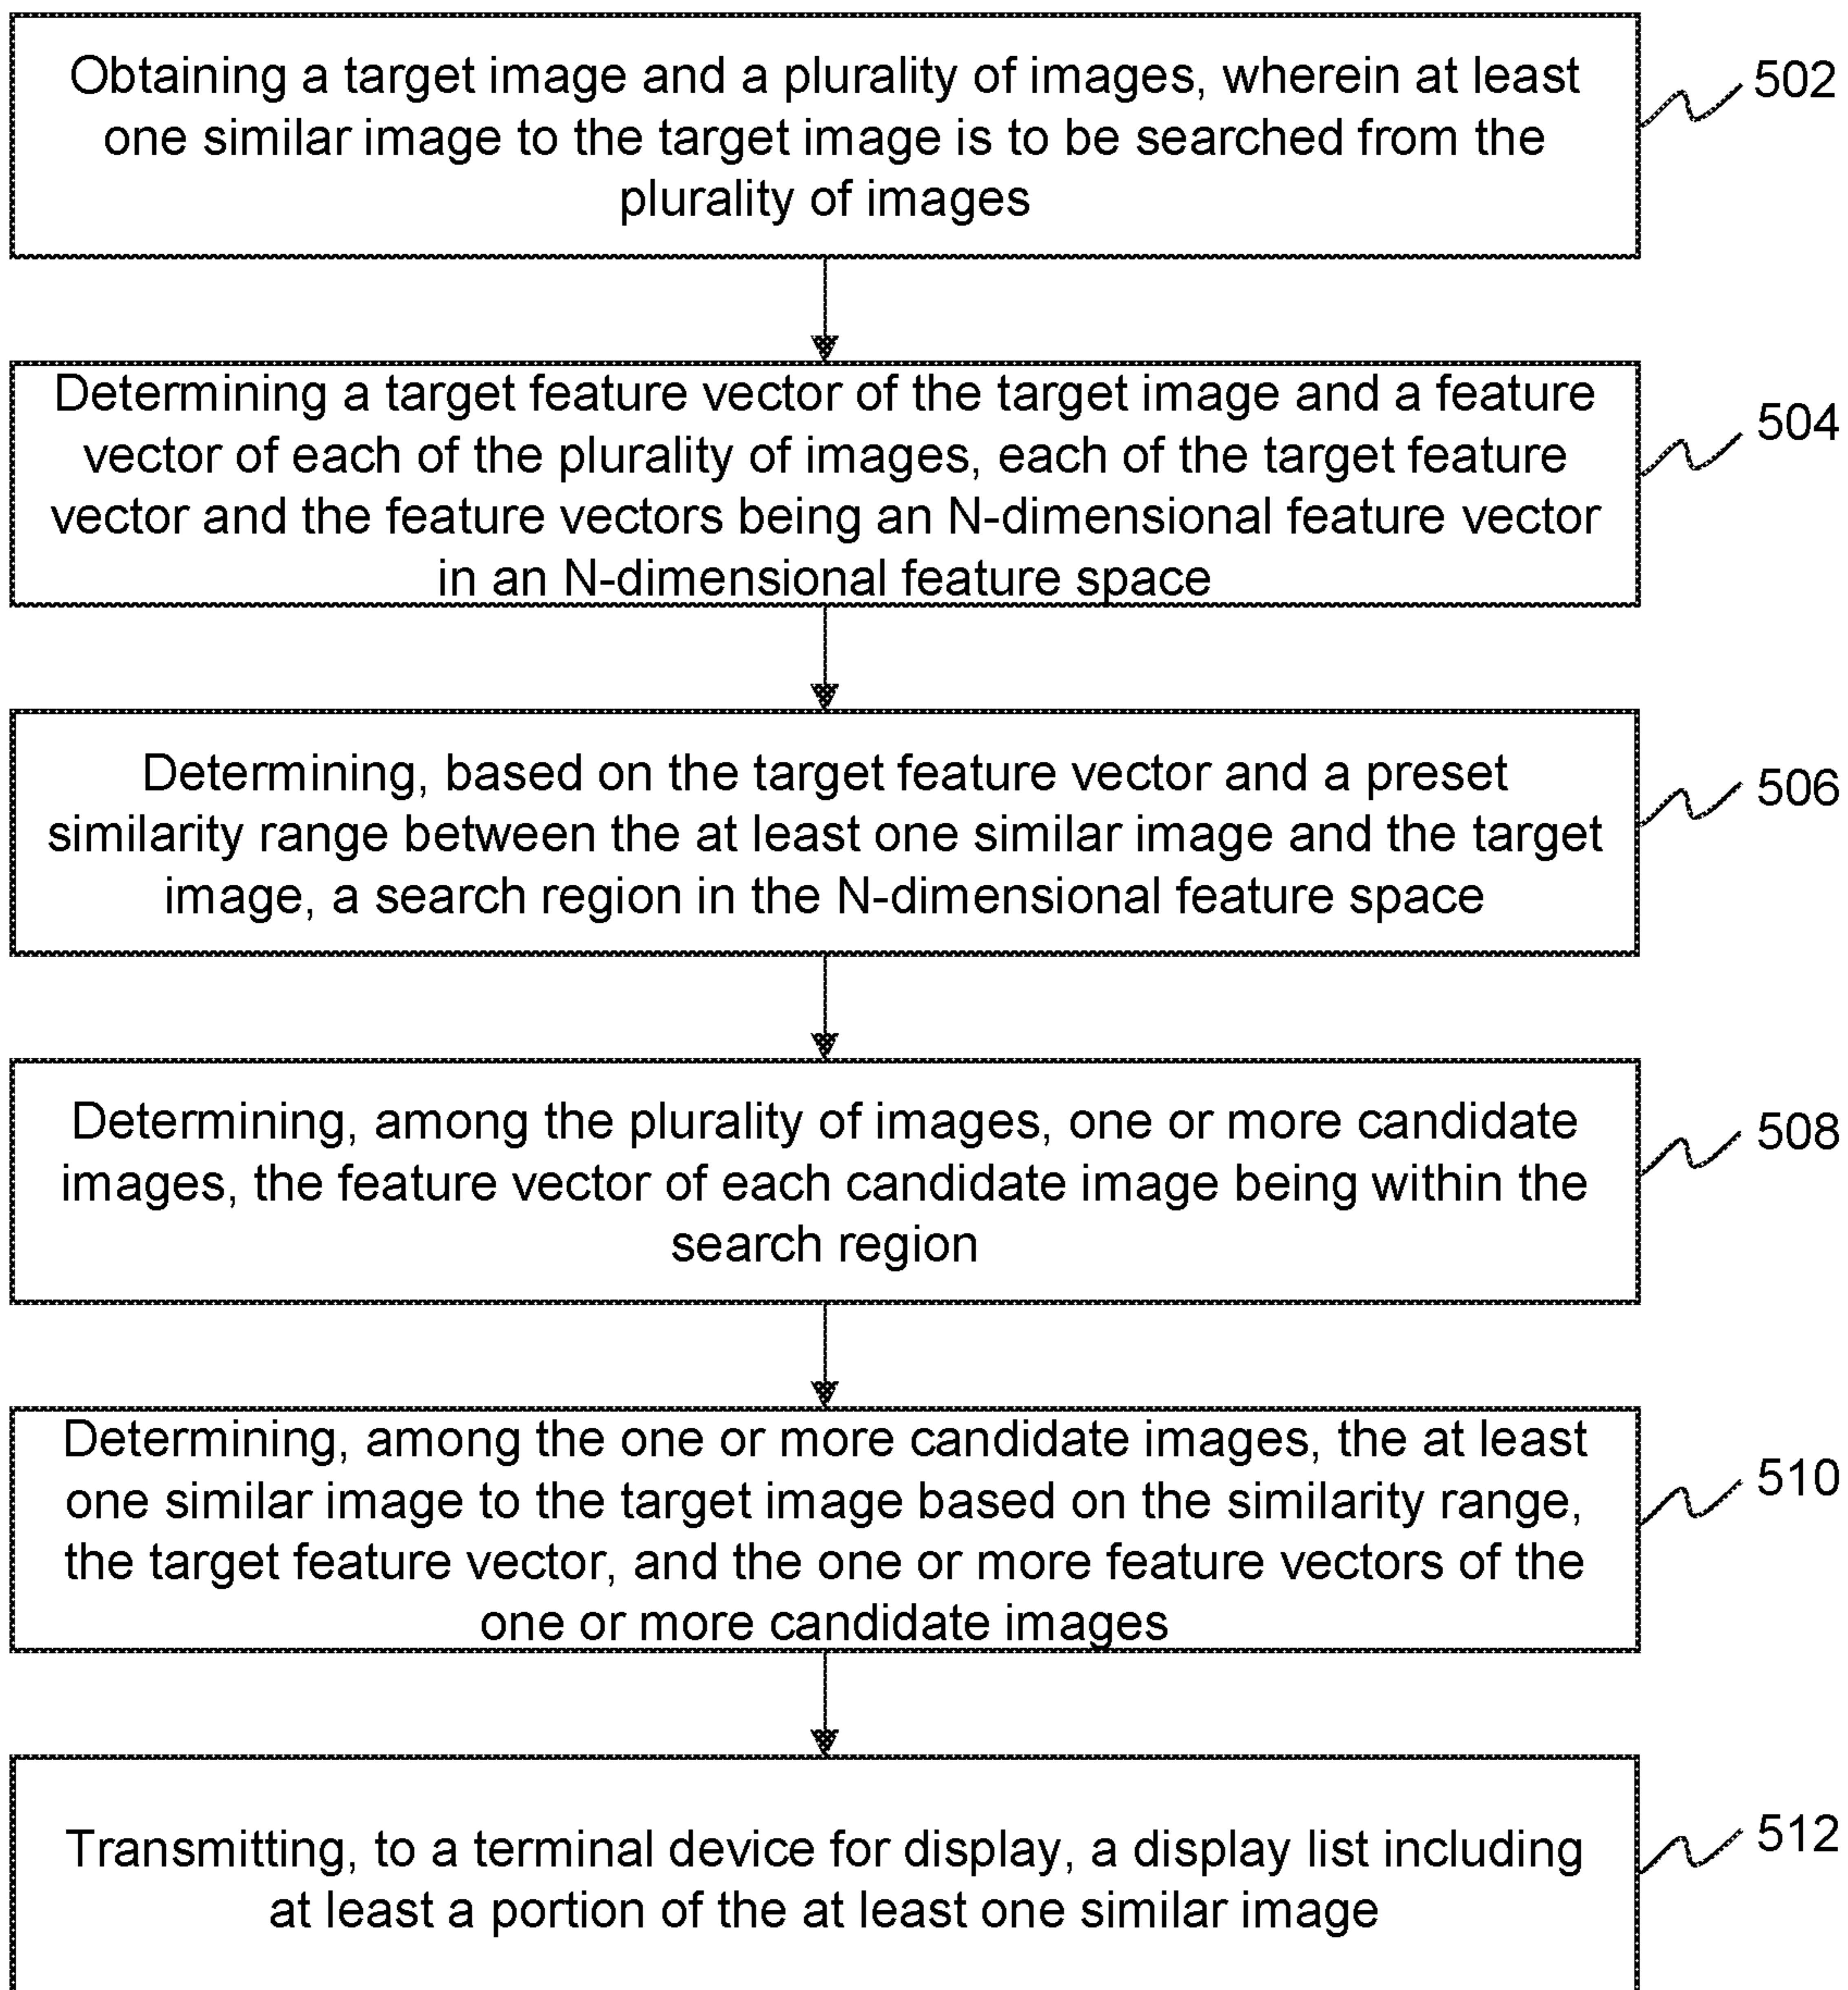 Obtaining a target image and a plurality of images, wherein at least
one similar image to the target image is to be searched from the
plurality of images
502
Determining a target feature vector of the target image and a feature
vector of each of the plurality of images, each of the target feature
vector and the feature vectors being an N-dimensional feature vector
in an N-dimensional feature space
504
Determining, based on the target feature vector and a preset
similarity range between the at least one similar image and the target
image, a search region in the N-dimensional feature space
506
Determining, among the plurality of images, one or more candidate
images, the feature vector of each candidate image being within the
search region
508
Determining, among the one or more candidate images, the at least
one similar image to the target image based on the similarity range,
the target feature vector, and the one or more feature vectors of the
one or more candidate images
510
Transmitting, to a terminal device for display, a display list including
at least a portion of the at least one similar image
512